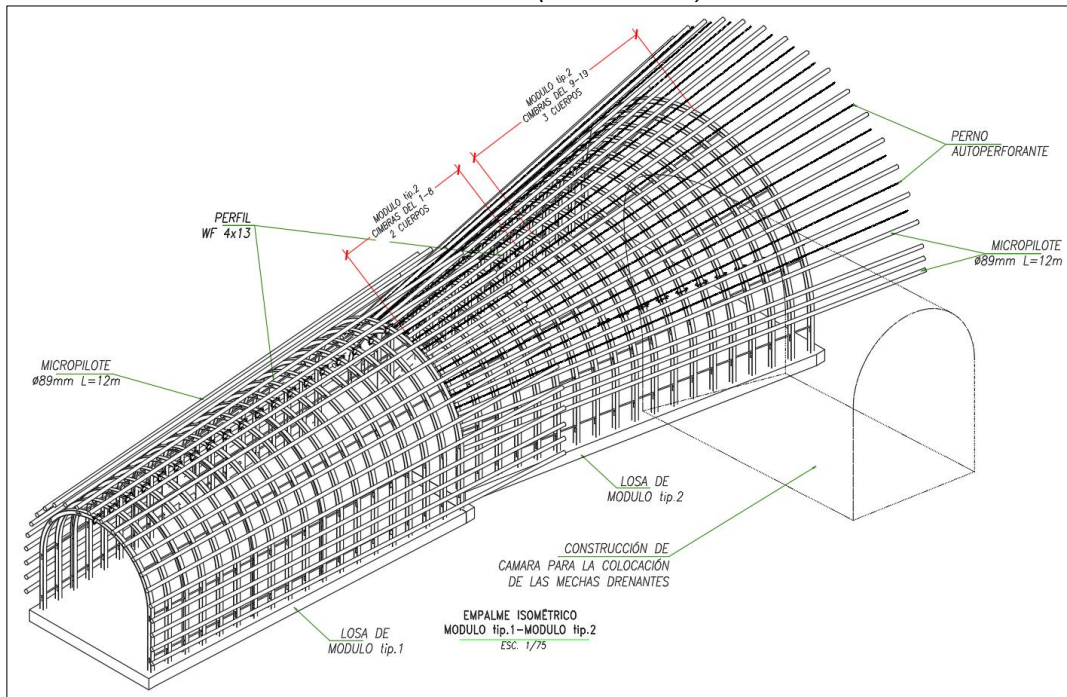 MODULO tip.2
CIMBRAS DEL 9-19
3 CUERPOS
MODULO tip.2
CIMBRAS DEL 1-8
2 CUERPOS
PERNO
AUTOPERFORANTE
PERFIL
WF 4x13
MICROPILOTE
ø89mm L=12m
MICROPILOTE
ø89mm L=12m
LOSA DE
MODULO tip.2
CONSTRUCCIÓN DE
CAMARA PARA LA COLOCACIÓN
DE LAS MECHAS DRENANTES
LOSA DE
MODULO tip.1
EMPALME ISOMÉTRICO
MODULO tip.1-MODULO tip.2
ESC. 1/75